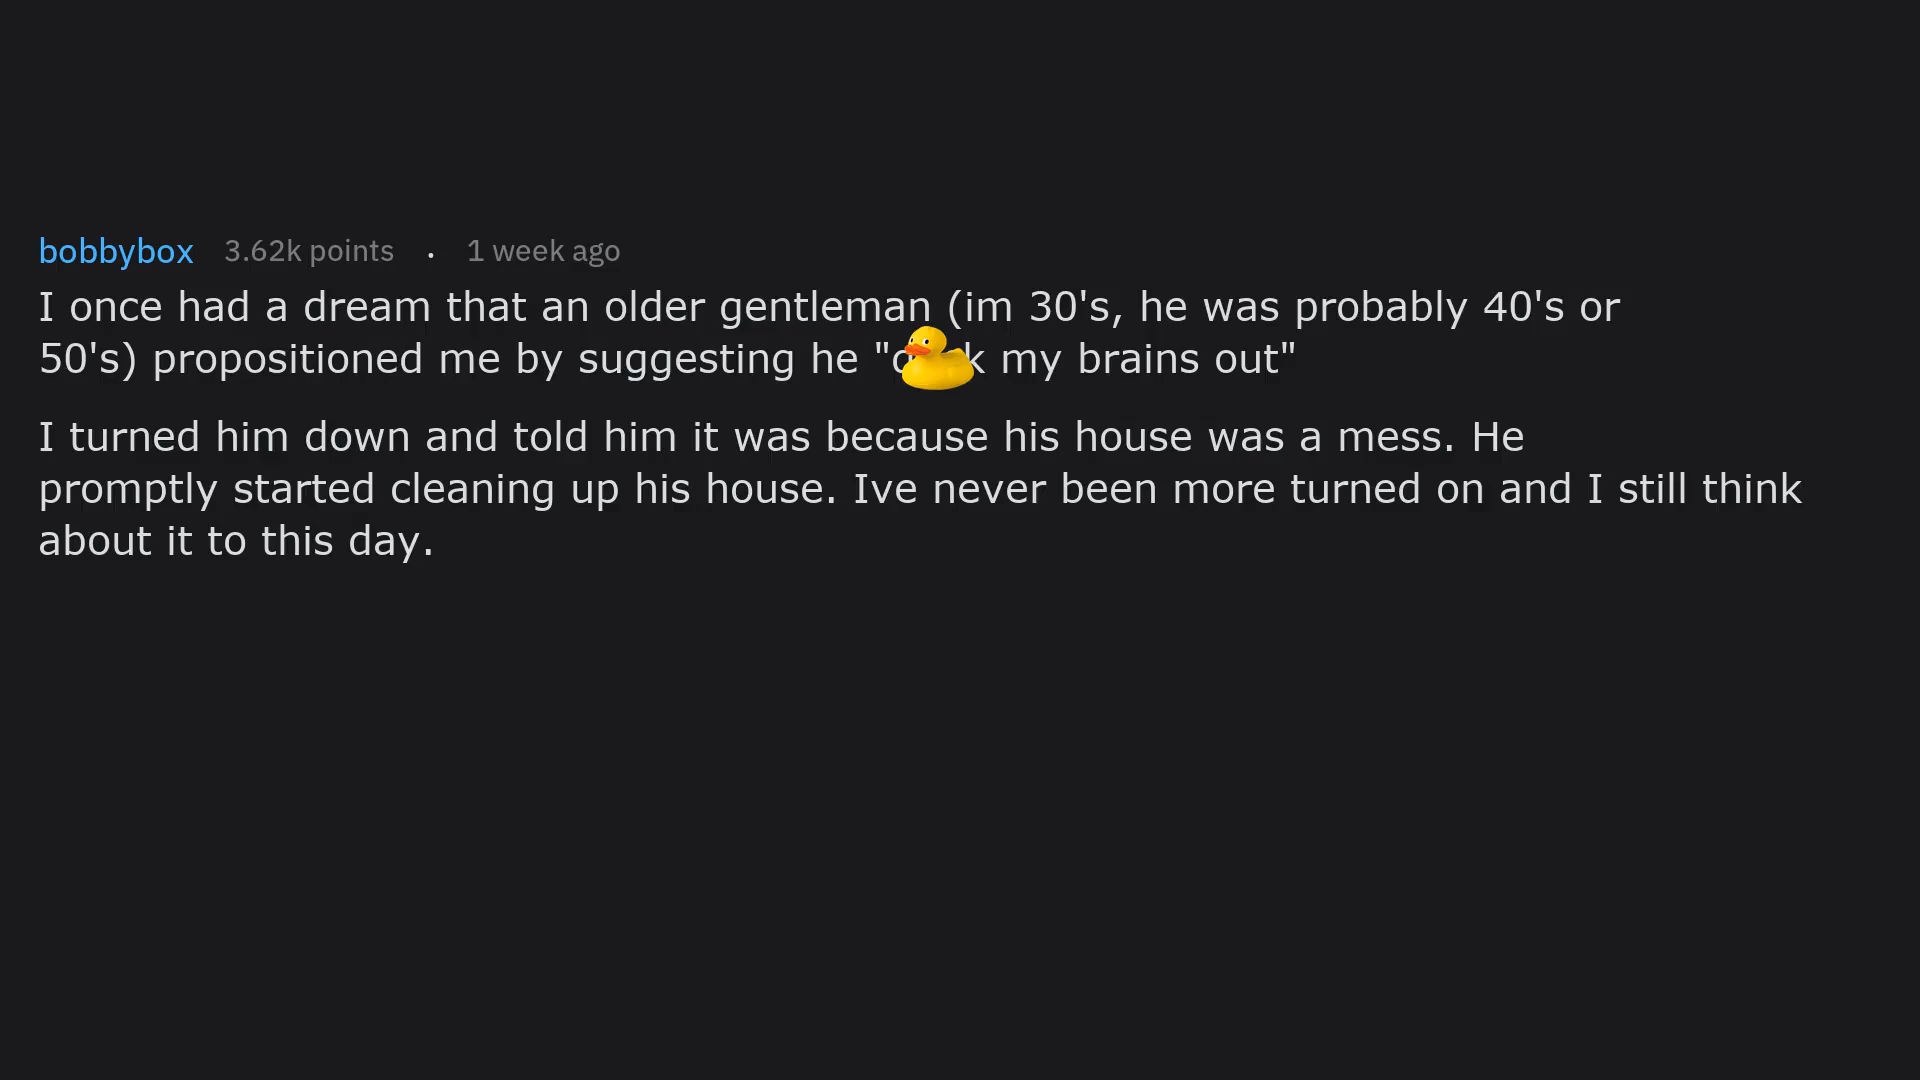 bobbybox 3.62k points . 1 week ago
I once had a dream that an older gentleman (im 30's, he was probably 40's or
50's) propositioned me by suggesting he " my brains out"
I turned him down and told him it was because his house was a mess. He
promptly started cleaning up his house. Ive never been more turned on and I still think
about it to this day.